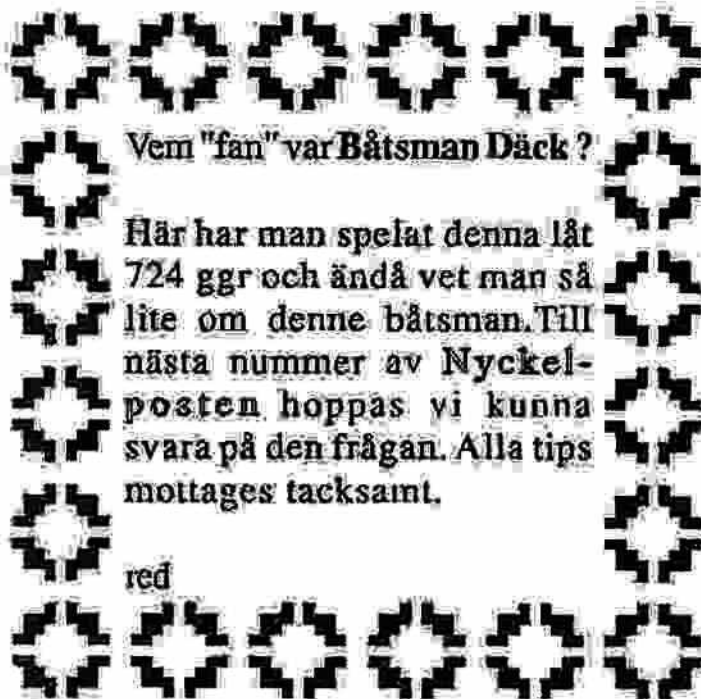 Vem "fan" var Båtsman Däck ?
Här har man spelat denna låt
724 ggr och ändå vet man så
lite om denne båtsman.Till
nästa nummer av Nyckel-
posten hoppas vi kunna
svara på den frågan. Alla tips
mottages tacksamt.
red